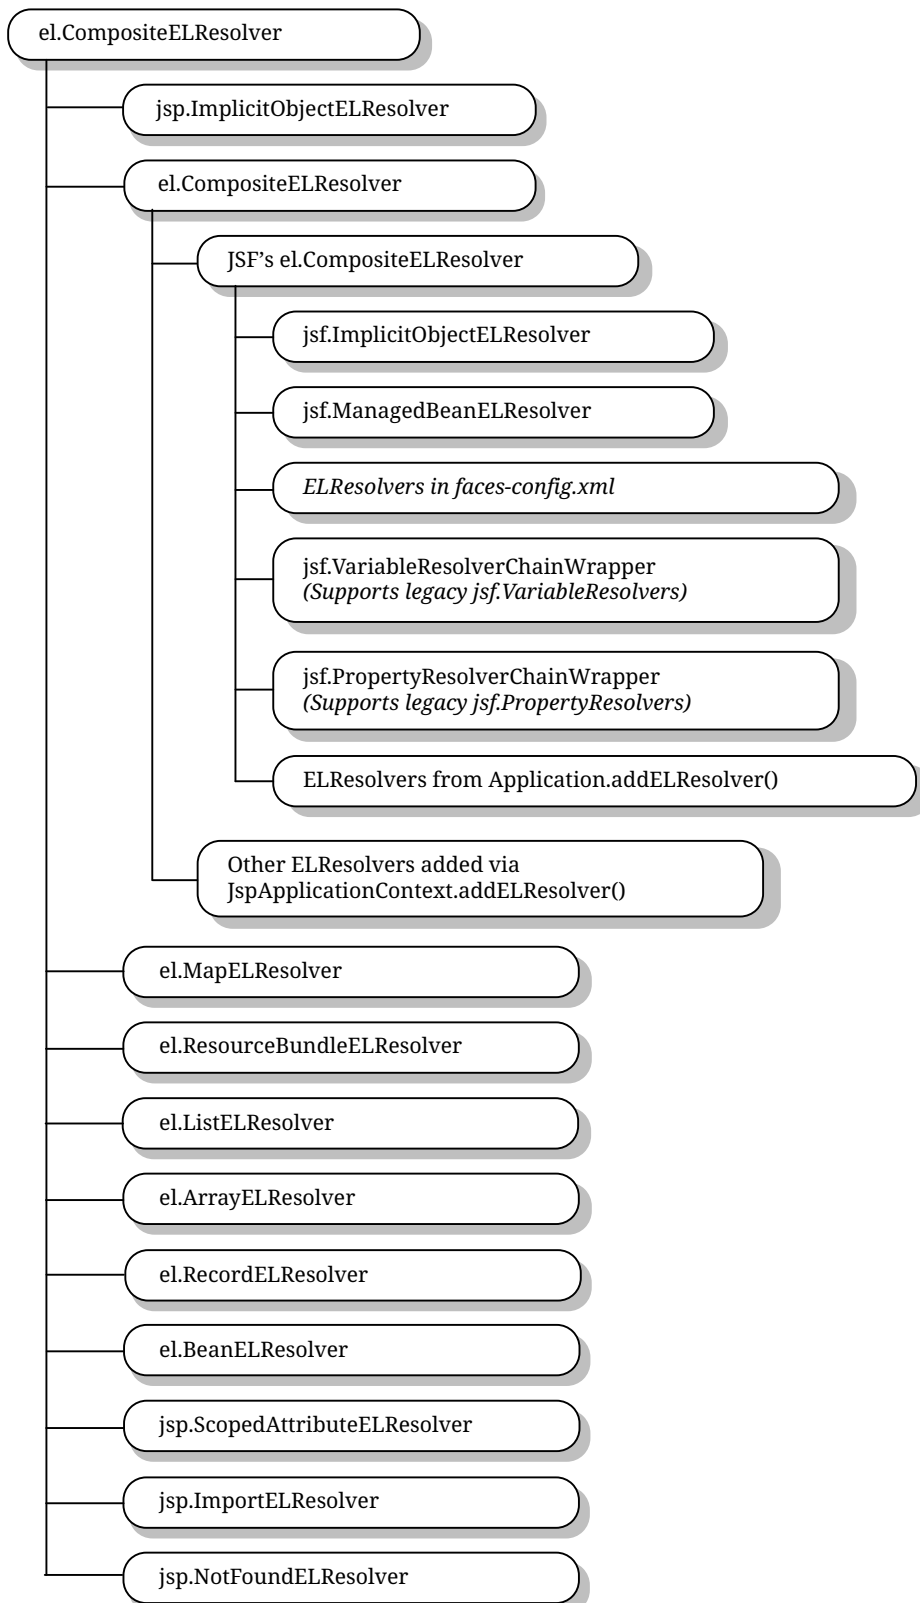 el.CompositeELResolver
jsp.ImplicitObjectELResolver
el.CompositeELResolver
JSF’s el.CompositeELResolver
jsf.ImplicitObjectELResolver
jsf.ManagedBeanELResolver
ELResolvers in faces-config.xml
jsf.VariableResolverChainWrapper
(Supports legacy jsf.VariableResolvers)
jsf.PropertyResolverChainWrapper
(Supports legacy jsf.PropertyResolvers)
ELResolvers from Application.addELResolver()
Other ELResolvers added via
JspApplicationContext.addELResolver()
el.MapELResolver
el.ResourceBundleELResolver
el.ListELResolver
el.ArrayELResolver
el.RecordELResolver
el.BeanELResolver
jsp.ScopedAttributeELResolver
jsp.ImportELResolver
jsp.NotFoundELResolver